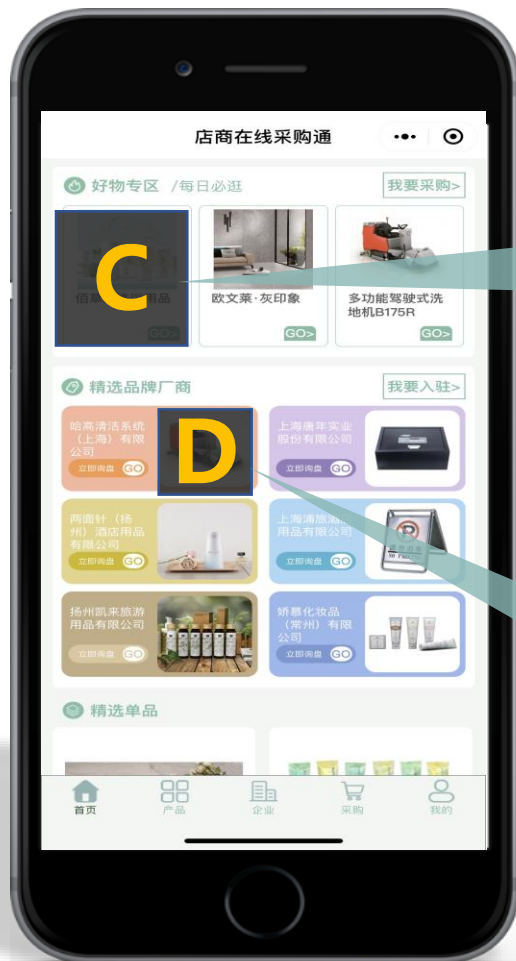 店商在线采购通
好物专区 /每日必逛
我要采购>
C
佰草
用品
GO>
欧文莱·灰印象
GO>
多功能驾驶式洗
地机B175R
GO>
精选品牌厂商
我要入驻>
哈高清洁系统
（上海）有限
公司
立即询盘 GO
D
上海唐年实业
股份有限公司
立即询盘 GO
两面针（扬
州）酒店用品
有限公司
立即询盘 GO
上海浦旅
用品有限公司
立即询盘 GO
扬州凯来旅游
用品有限公司
立即询盘 GO
娇慕化妆品
（常州）有限
公司
立即询盘 GO
精选单品
首页
产品
企业
采购
我的